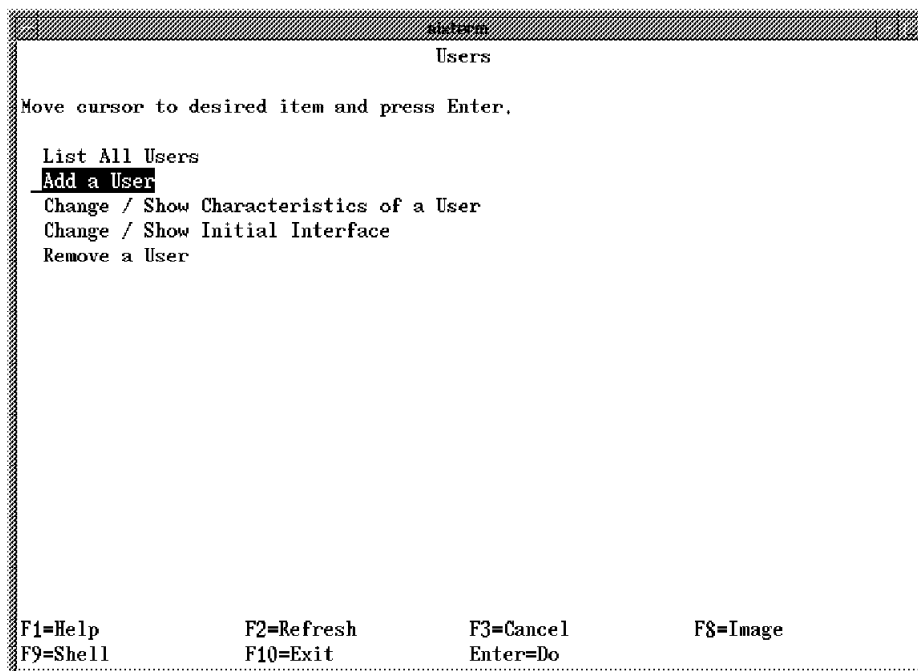 aixterm
Users
Move cursor to desired item and press Enter.
List All Users
Add a User
Change / Show Characteristics of a User
Change / Show Initial Interface
Remove a User
F1=Help F2=Refresh F3=Cancel F8=Image
F9=Shell F10=Exit Enter=Do